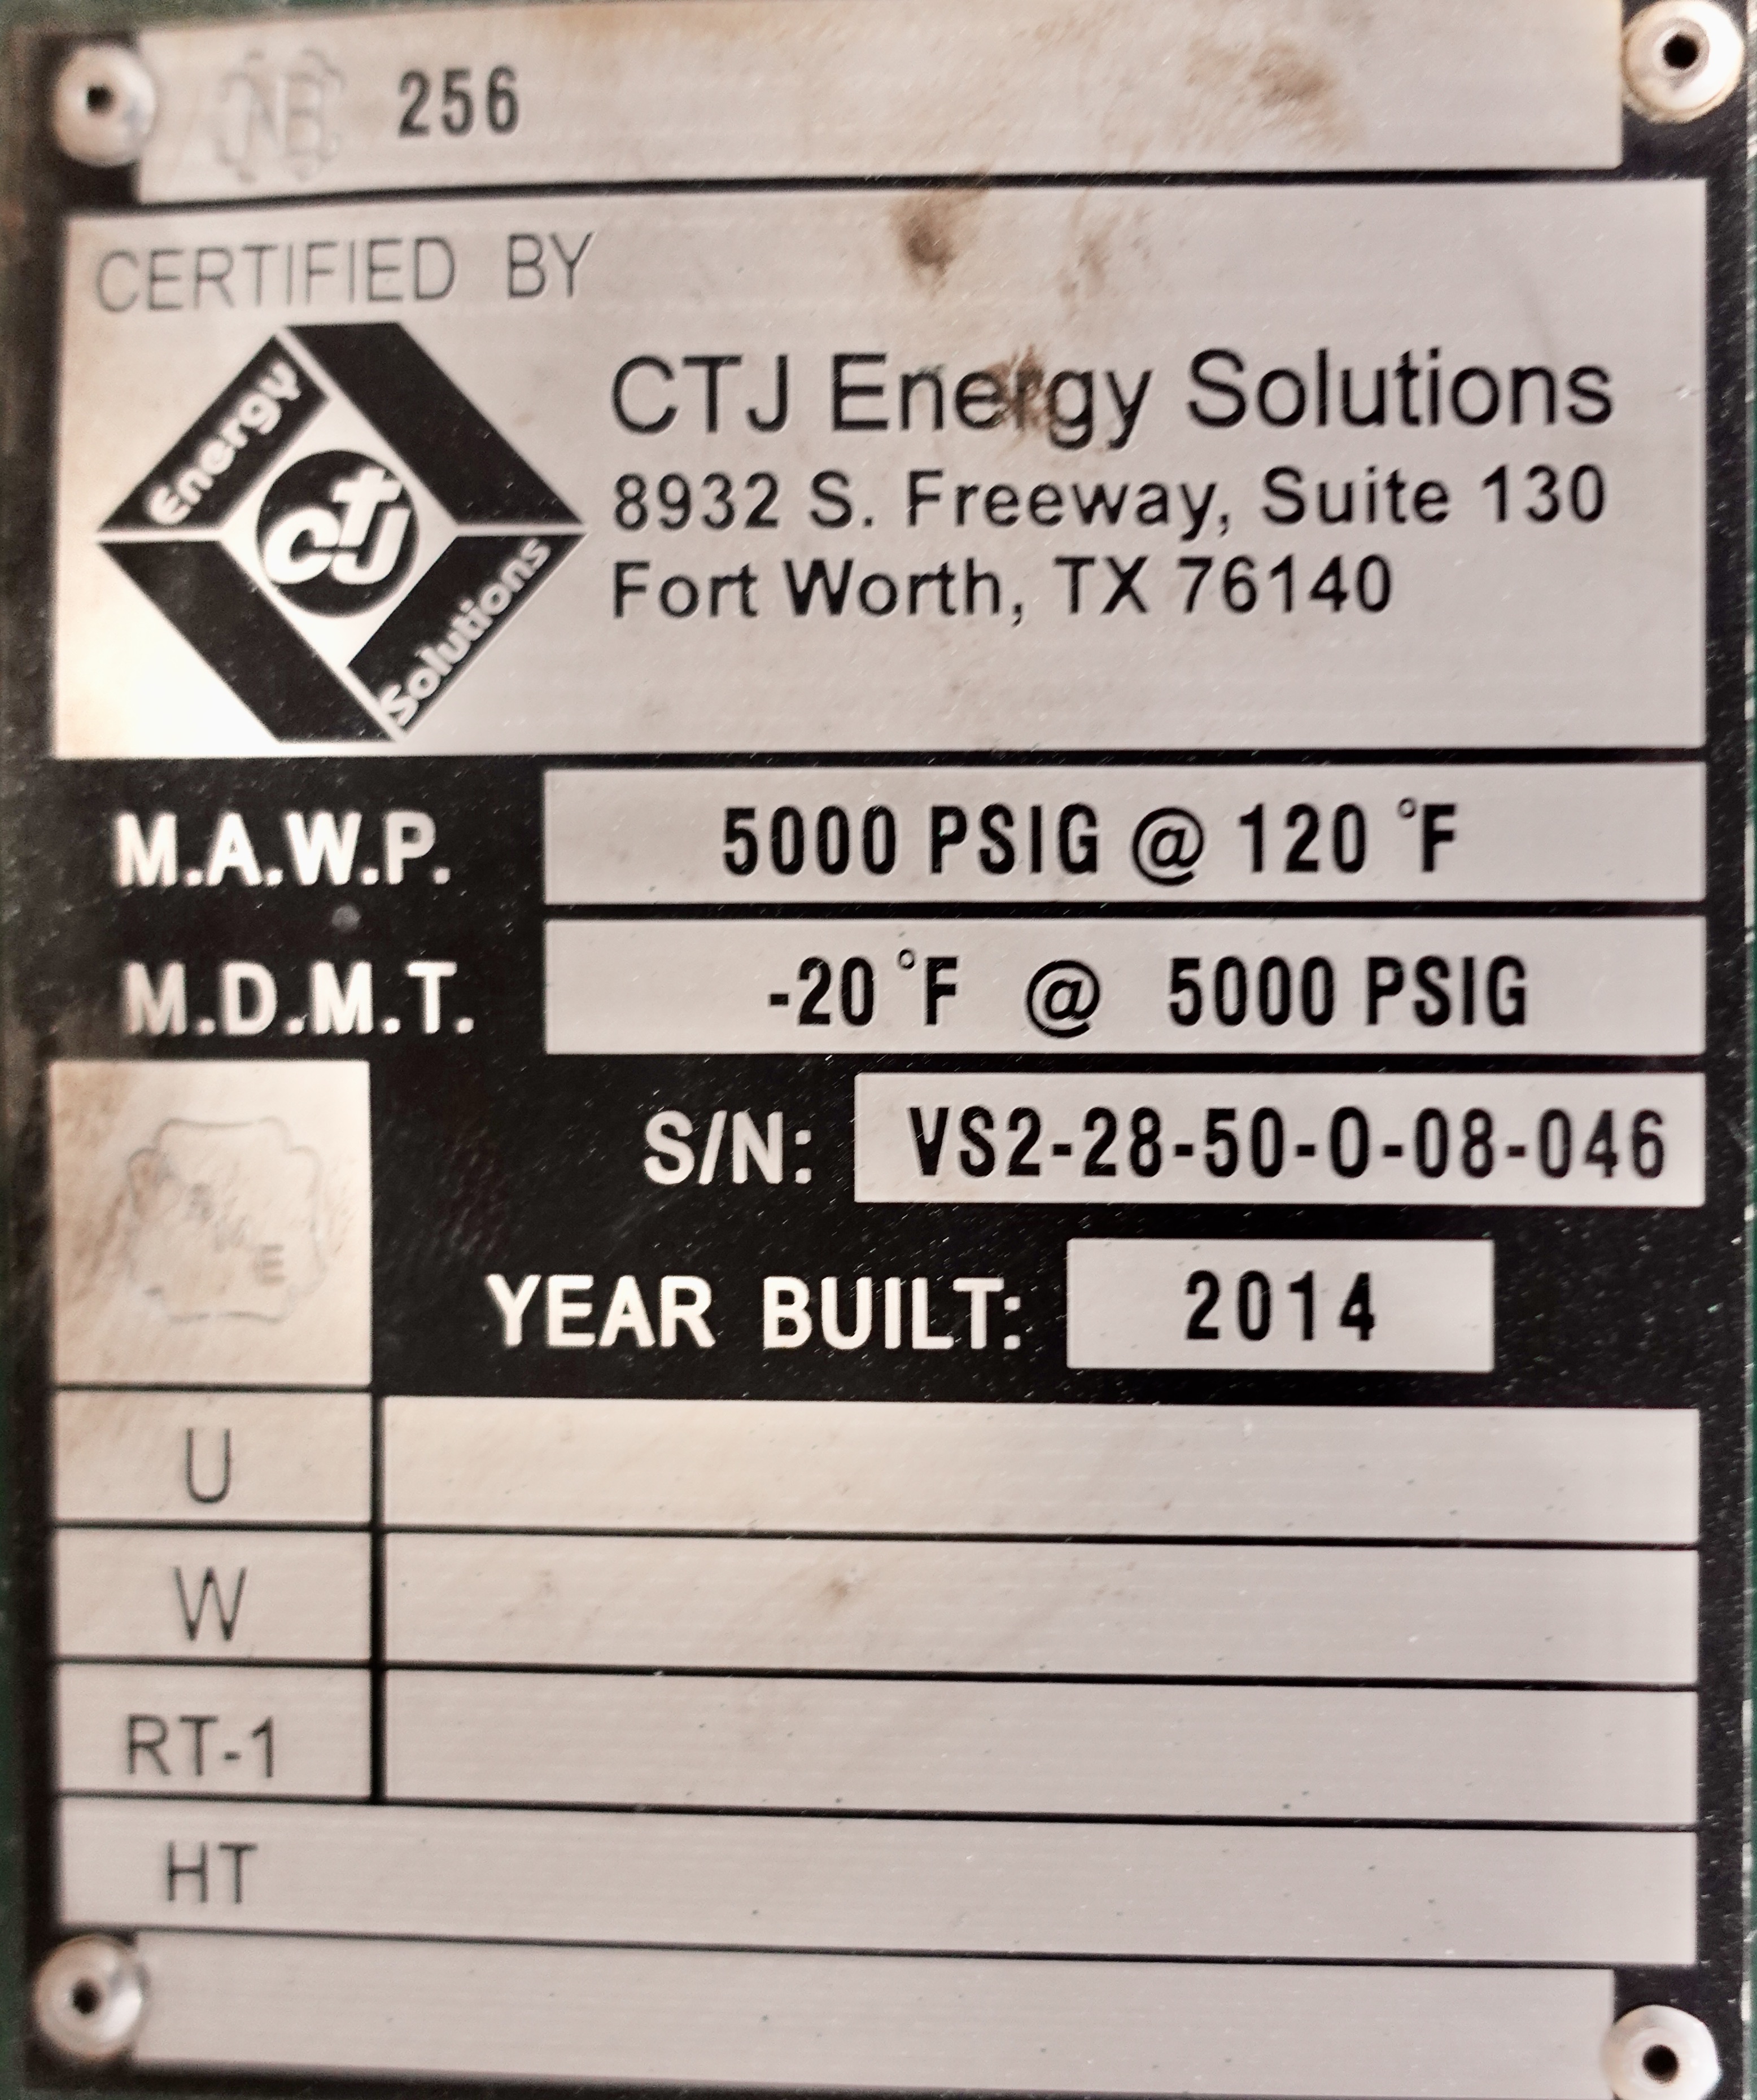 NB 256
CERTIFIED BY
Energy
CTJ
Solutions
CTJ Energy Solutions
8932 S. Freeway, Suite 130
Fort Worth, TX 76140
M.A.W.P. 5000 PSIG @ 120 °F
M.D.M.T. -20 °F @ 5000 PSIG
S/N: VS2-28-50-0-08-046
YEAR BUILT: 2014
U
W
RT-1
HT